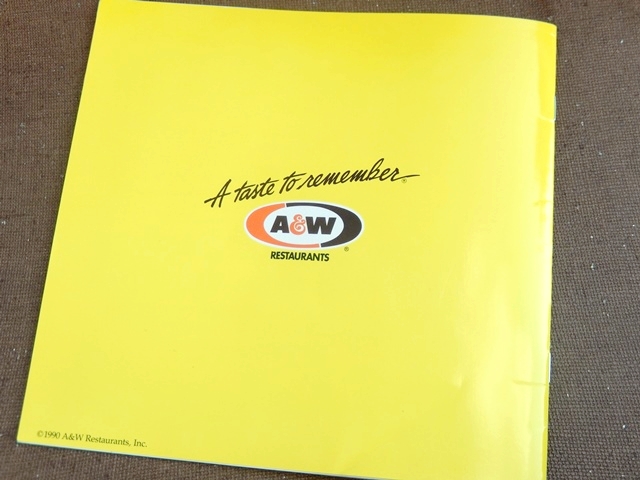 A taste to remember®
A&W®
RESTAURANTS
©1990 A&W Restaurants, Inc.